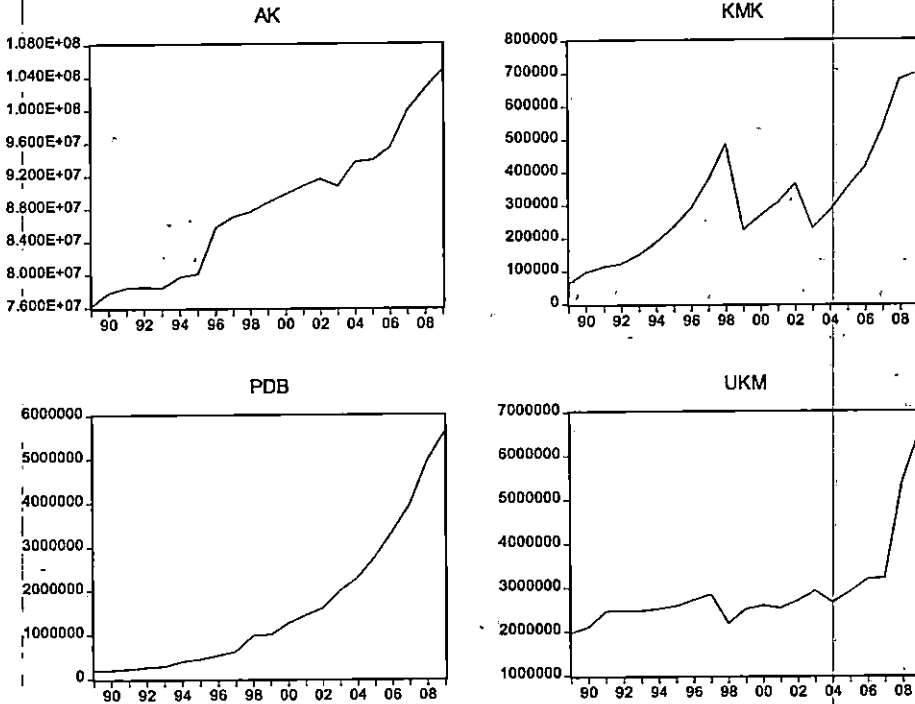 AK
1.080E+08
1.040E+08
1.000E+08
9.600E+07
9.200E+07
8.800E+07
8.400E+07
8.000E+07
7.600E+07
90 92 94 96 98 00 02 04 06 08
KMK
800000
700000
600000
500000
400000
300000
200000
100000
0
90 92 94 96 98 00 02 04 06 08
PDB
6000000
5000000
4000000
3000000
2000000
1000000
0
90 92 94 96 98 00 02 04 06 08
UKM
7000000
6000000
5000000
4000000
3000000
2000000
1000000
90 92 94 96 98 00 02 04 06 08